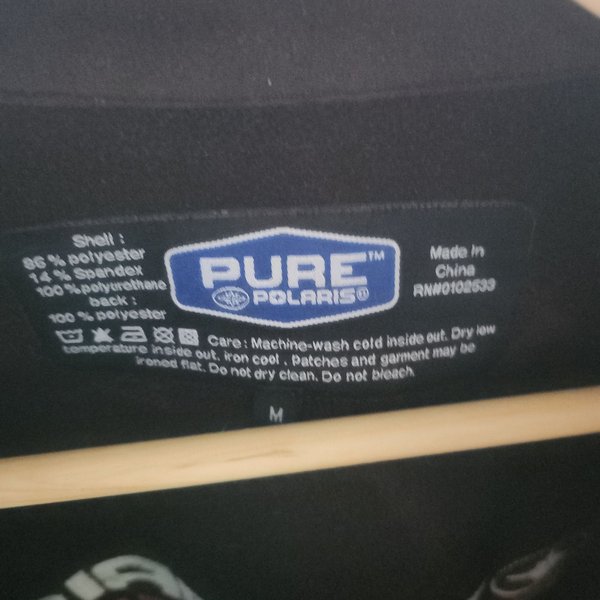 Shell :
86 % polyester
14 % Spandex
100 % polyurethane
back :
100 % polyester
PURE™
POLARIS®
Made in
China
RN#0102533
Care : Machine-wash cold inside out. Dry low
temperature inside out, iron cool . Patches and garment may be
ironed flat. Do not dry clean. Do not bleach.
M